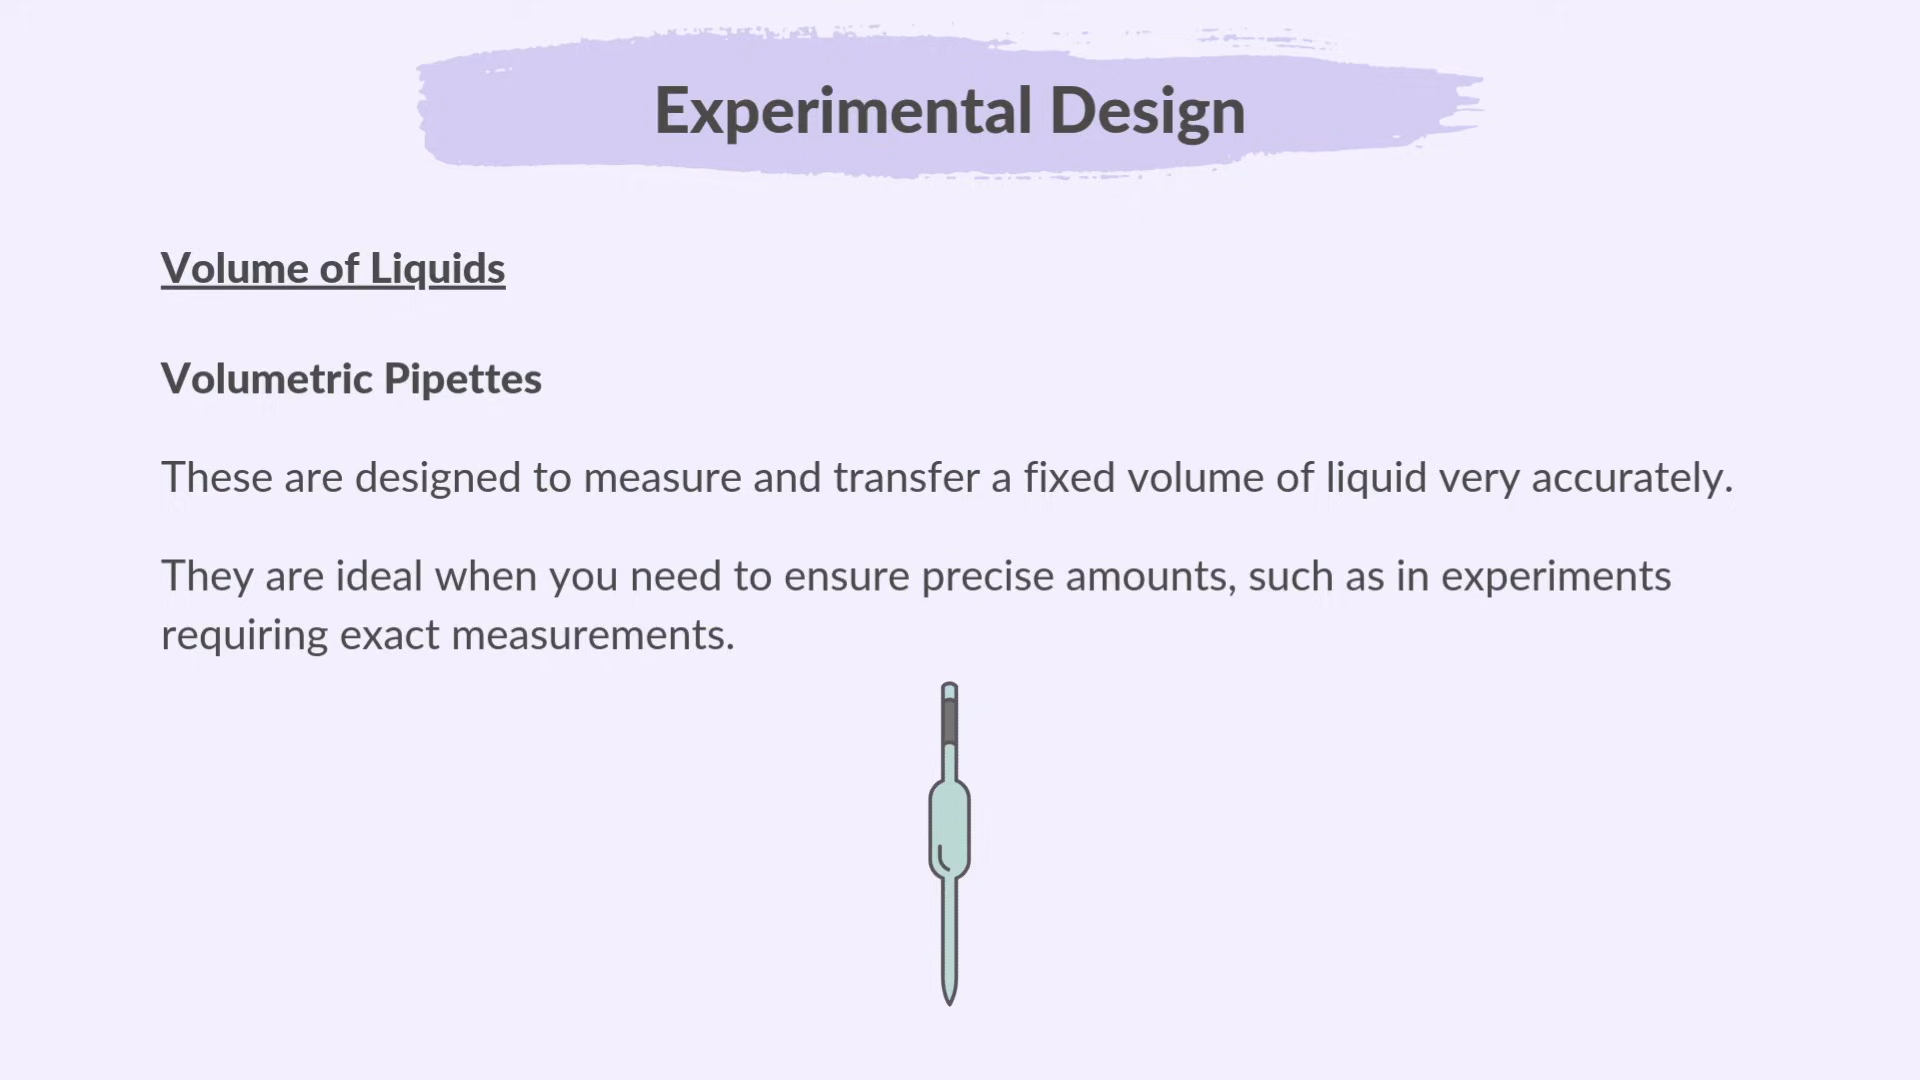 Experimental Design
Volume of Liquids
Volumetric Pipettes
These are designed to measure and transfer a fixed volume of liquid very accurately.
They are ideal when you need to ensure precise amounts, such as in experiments
requiring exact measurements.